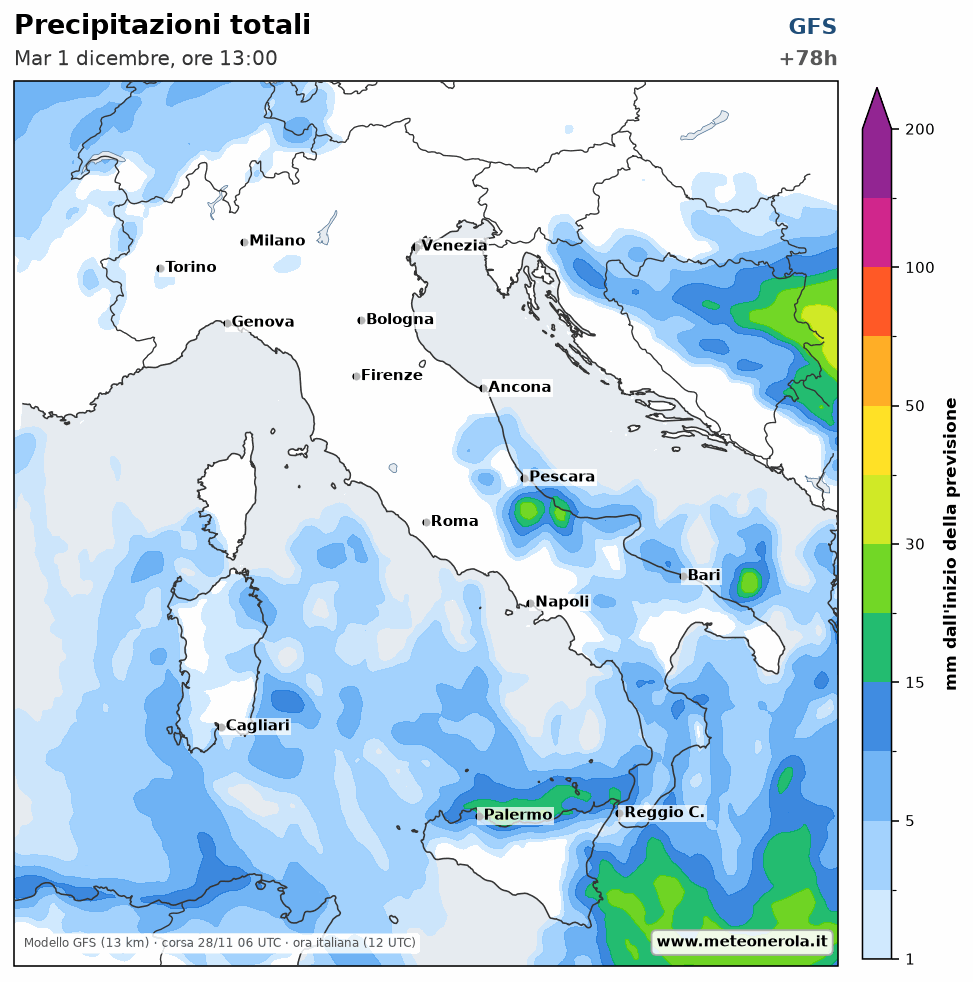 Precipitazioni totali
GFS
Mar 1 dicembre, ore 13:00
+78h
200
100
50
30
15
5
1
mm dall'inizio della previsione
Milano
Venezia
Torino
Genova
Bologna
Firenze
Ancona
Pescara
Roma
Bari
Napoli
Cagliari
Palermo
Reggio C.
Modello GFS (13 km) · corsa 28/11 06 UTC · ora italiana (12 UTC)
www.meteonerola.it